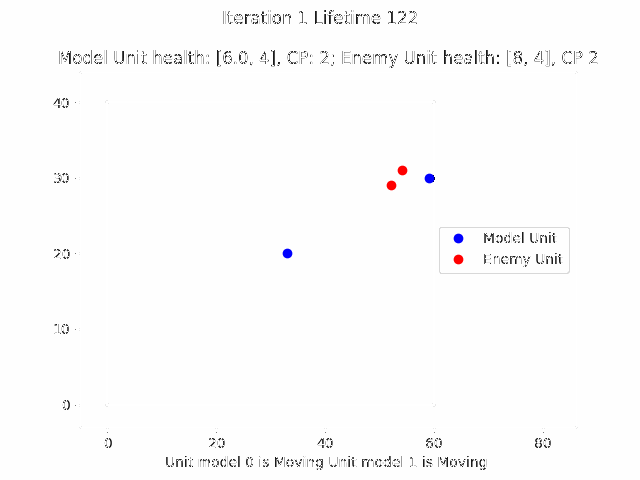 Iteration 1 Lifetime 122
Model Unit health: [6.0, 4], CP: 2; Enemy Unit health: [8, 4], CP 2
40
30
20
10
0
Model Unit
Enemy Unit
0 20 40 60 80
Unit model 0 is Moving Unit model 1 is Moving